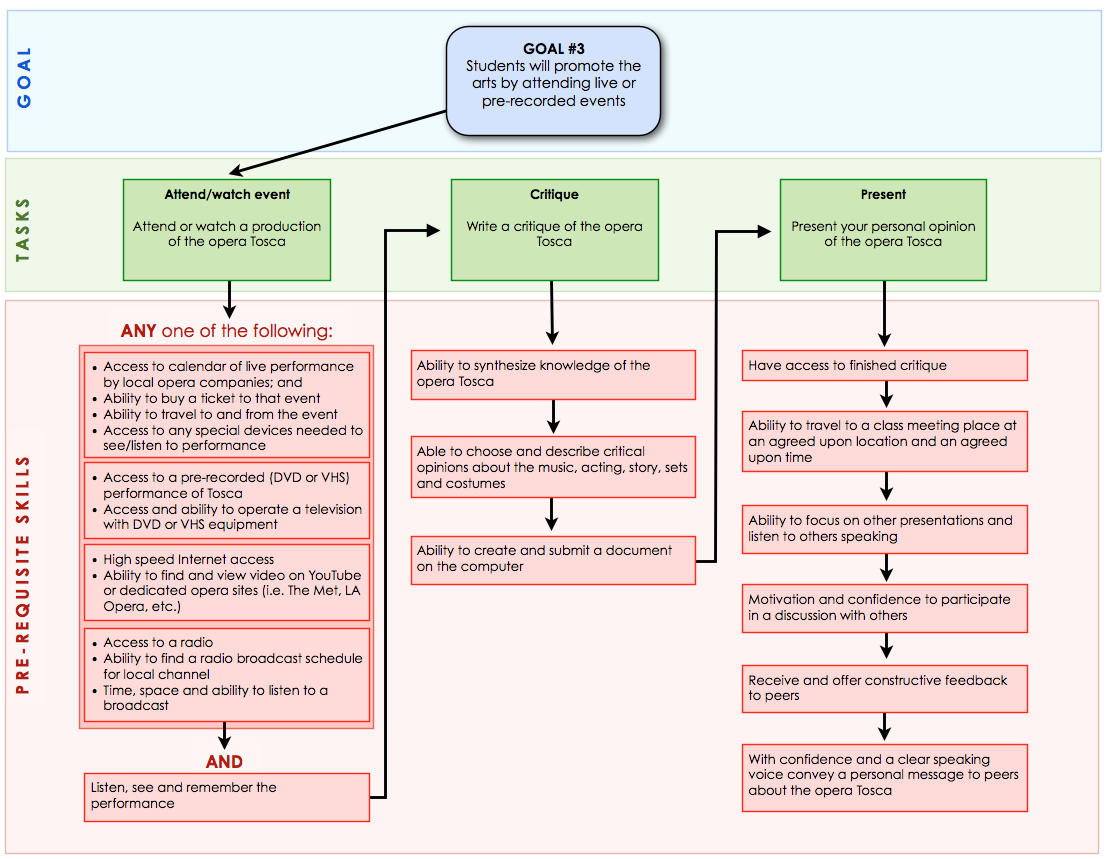 GOAL
GOAL #3
Students will promote the
arts by attending live or
pre-recorded events
TASKS
Attend/watch event
Attend or watch a production
of the opera Tosca
Critique
Write a critique of the opera
Tosca
Present
Present your personal opinion
of the opera Tosca
PRE-REQUISITE SKILLS
ANY one of the following:
• Access to calendar of live performance
by local opera companies; and
• Ability to buy a ticket to that event
• Ability to travel to and from the event
• Access to any special devices needed to
see/listen to performance
• Access to a pre-recorded (DVD or VHS)
performance of Tosca
• Access and ability to operate a television
with DVD or VHS equipment
• High speed Internet access
• Ability to find and view video on YouTube
or dedicated opera sites (i.e. The Met, LA
Opera, etc.)
• Access to a radio
• Ability to find a radio broadcast schedule
for local channel
• Time, space and ability to listen to a
broadcast
AND
Listen, see and remember the
performance
Ability to synthesize knowledge of the
opera Tosca
Able to choose and describe critical
opinions about the music, acting, story, sets
and costumes
Ability to create and submit a document
on the computer
Have access to finished critique
Ability to travel to a class meeting place at
an agreed upon location and an agreed
upon time
Ability to focus on other presentations and
listen to others speaking
Motivation and confidence to participate
in a discussion with others
Receive and offer constructive feedback
to peers
With confidence and a clear speaking
voice convey a personal message to peers
about the opera Tosca